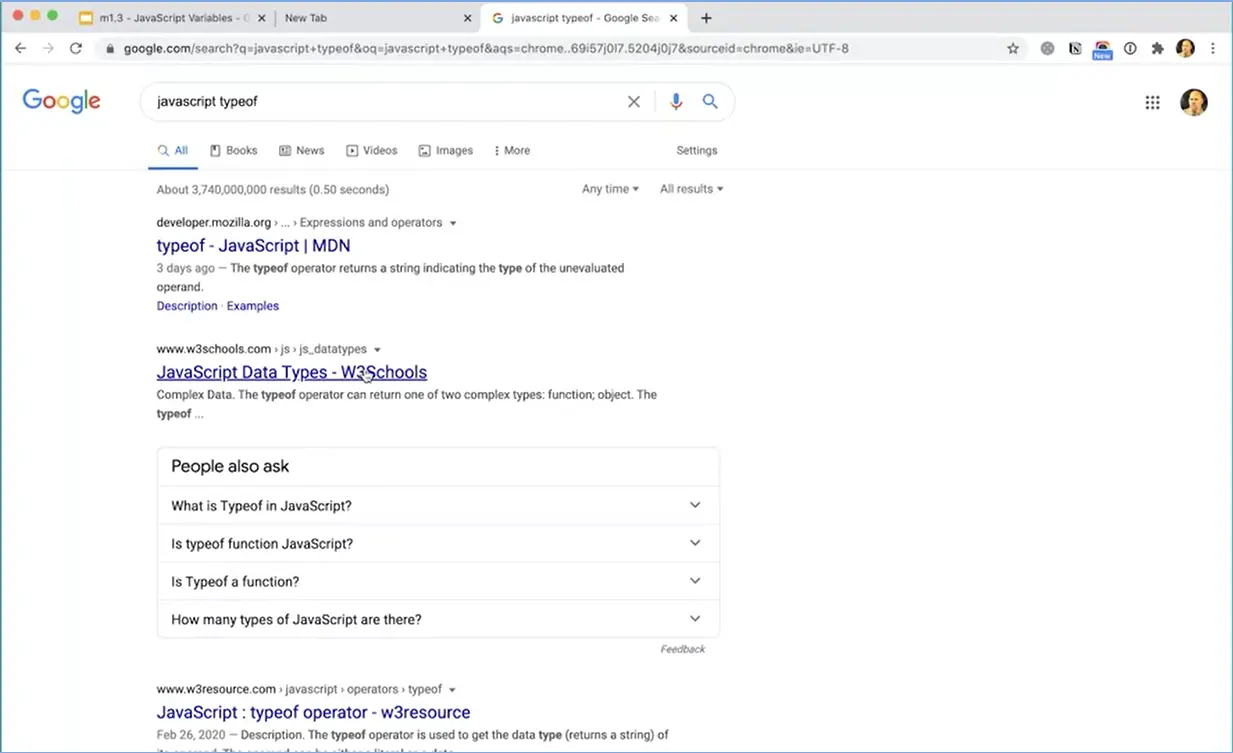 m1.3 - JavaScript Variables -
New Tab
javascript typeof - Google Sea
google.com/search?q=javascript+typeof&oq=javascript+typeof&aqs=chrome..69i57j0l7.5204j0j7&sourceid=chrome&ie=UTF-8
New
Google
javascript typeof
All Books News Videos Images More Settings
About 3,740,000,000 results (0.50 seconds) Any time All results
developer.mozilla.org › ... › Expressions and operators
typeof - JavaScript | MDN
3 days ago — The typeof operator returns a string indicating the type of the unevaluated
operand.
Description · Examples
www.w3schools.com › js › js_datatypes
JavaScript Data Types - W3Schools
Complex Data. The typeof operator can return one of two complex types: function; object. The
typeof ...
People also ask
What is Typeof in JavaScript?
Is typeof function JavaScript?
Is Typeof a function?
How many types of JavaScript are there?
Feedback
www.w3resource.com › javascript › operators › typeof
JavaScript : typeof operator - w3resource
Feb 26, 2020 — Description. The typeof operator is used to get the data type (returns a string) of